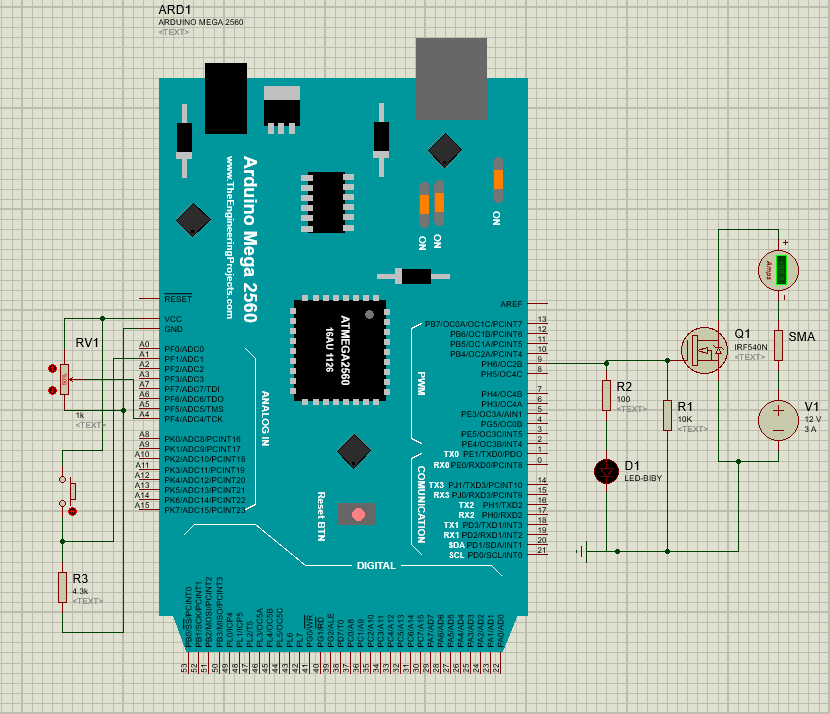 ARD1
ARDUINO MEGA 2560
<TEXT>
Arduino Mega 2560
www.TheEngineeringProjects.com
ON
ON
ON
ATMEGA2560
16AU 1126
RESET
VCC
GND
A0 PF0/ADC0
A1 PF1/ADC1
A2 PF2/ADC2
A3 PF3/ADC3
A7 PF7/ADC7/TDI
A6 PF6/ADC6/TDO
A5 PF5/ADC5/TMS
A4 PF4/ADC4/TCK
A8 PK0/ADC8/PCINT16
A9 PK1/ADC9/PCINT17
A10 PK2/ADC10/PCINT18
A11 PK3/ADC11/PCINT19
A12 PK4/ADC12/PCINT20
A13 PK5/ADC13/PCINT21
A14 PK6/ADC14/PCINT22
A15 PK7/ADC15/PCINT23
ANALOG IN
AREF
PB7/OC0A/OC1C/PCINT7 13
PB6/OC1B/PCINT6 12
PB5/OC1A/PCINT5 11
PB4/OC2A/PCINT4 10
PH6/OC2B 9
PH5/OC4C 8
PH4/OC4B 7
PH3/OC4A 6
PE3/OC3A/AIN1 5
PG5/OC0B 4
PE5/OC3C/INT5 3
PE4/OC3B/INT4 2
TX0 PE1/TXD0/PDO 1
RX0 PE0/RXD0/PCINT8 0
TX3 PJ1/TXD3/PCINT10 14
RX3 PJ0/RXD3/PCINT9 15
TX2 PH1/TXD2 16
RX2 PH0/RXD2 17
TX1 PD3/TXD1/INT3 18
RX1 PD2/RXD1/INT2 19
SDA PD1/SDA/INT1 20
SCL PD0/SCL/INT0 21
PWM
COMUNICATION
Reset BTN
DIGITAL
PB0/SS/PCINT0 53
PB1/SCK/PCINT1 52
PB2/MOSI/PCINT2 51
PB3/MISO/PCINT3 50
PL0/ICP4 49
PL1/ICP5 48
PL2/T5 47
PL3/OC5A 46
PL4/OC5B 45
PL5/OC5C 44
PL6 43
PL7 42
PG0/WR 41
PG1/RD 40
PG2/ALE 39
PD7/T0 38
PC0/A8 37
PC1/A9 36
PC2/A10 35
PC3/A11 34
PC4/A12 33
PC5/A13 32
PC6/A14 31
PC7/A15 30
PA7/AD7 29
PA6/AD6 28
PA5/AD5 27
PA4/AD4 26
PA3/AD3 25
PA2/AD2 24
PA1/AD1 23
PA0/AD0 22
RV1
1k
<TEXT>
R3
4.3k
<TEXT>
R2
100
<TEXT>
R1
10K
<TEXT>
D1
LED-BIBY
Q1
IRF540N
<TEXT>
+
Amps
-
SMA
V1
12 V
3 A